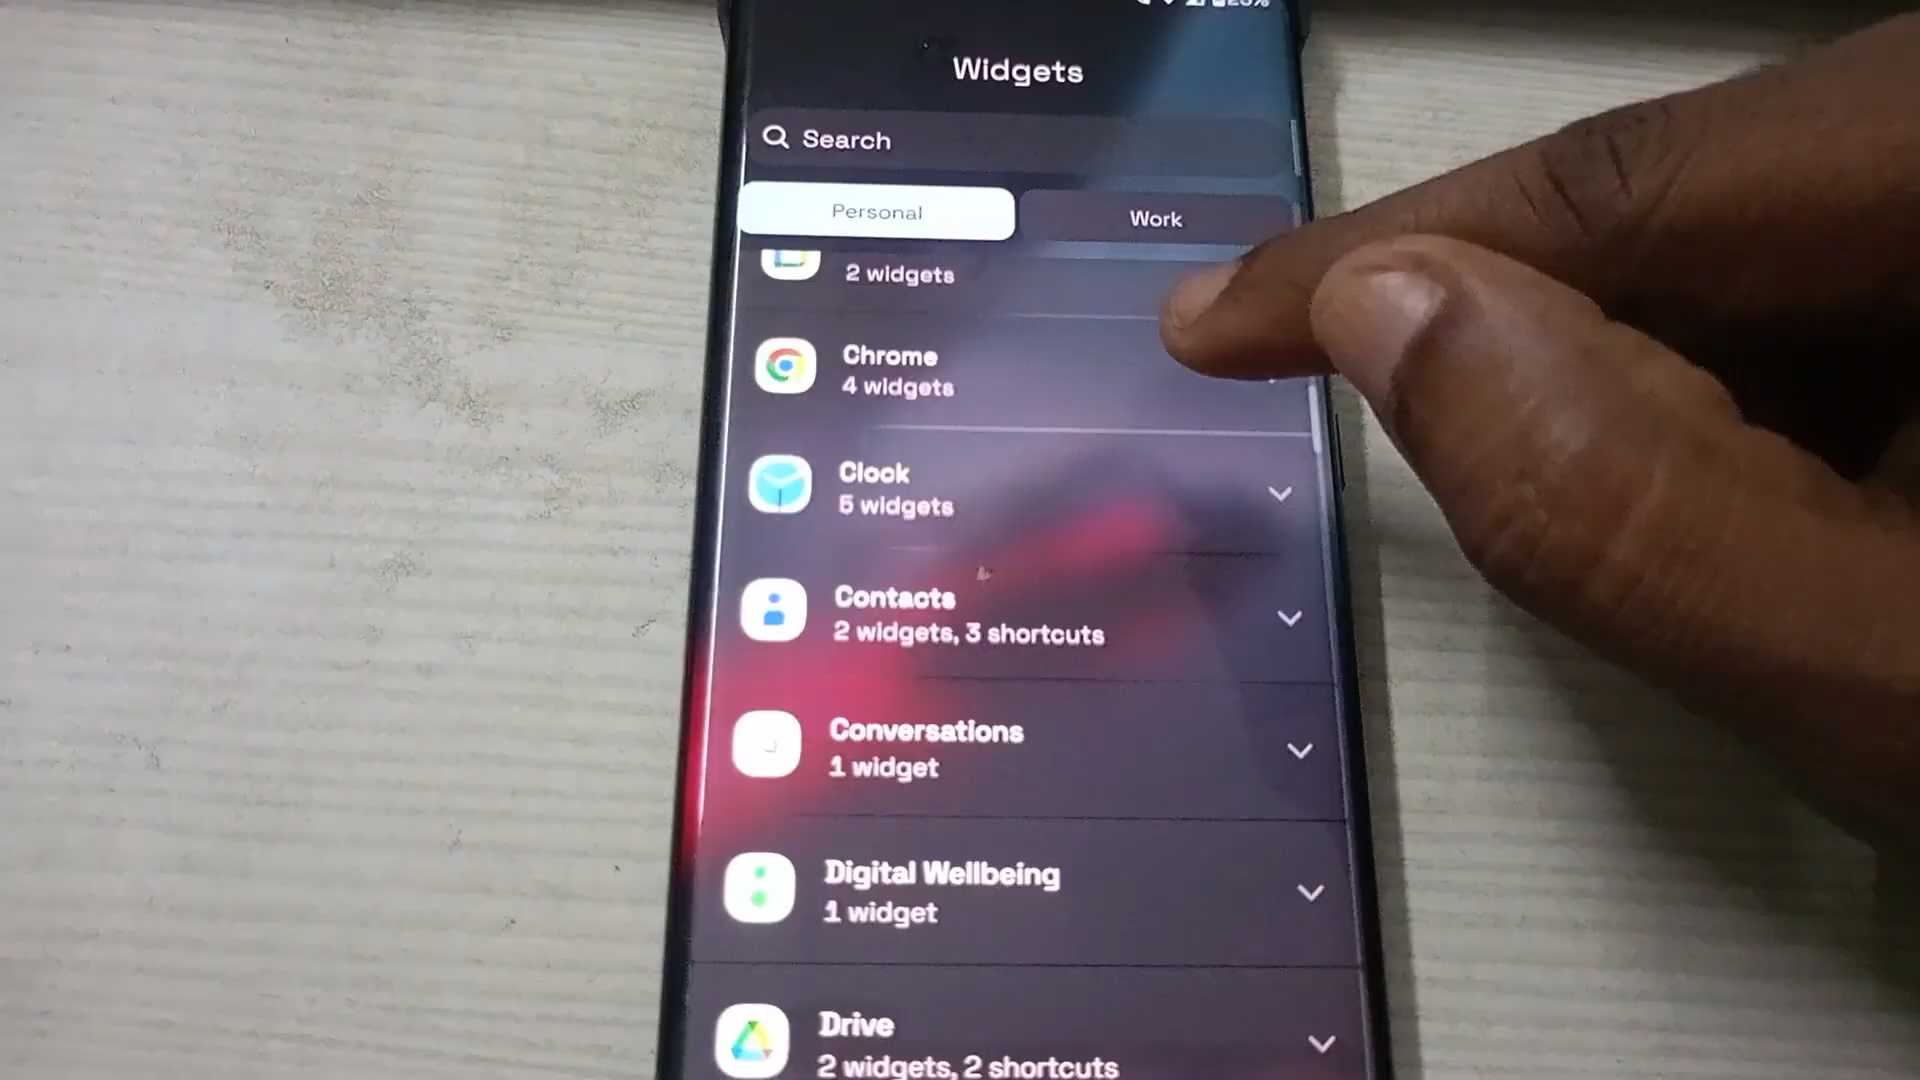 Widgets
Search
Personal
Work
2 widgets
Chrome
4 widgets
Clock
5 widgets
Contacts
2 widgets, 3 shortcuts
Conversations
1 widget
Digital Wellbeing
1 widget
Drive
2 widgets, 2 shortcuts